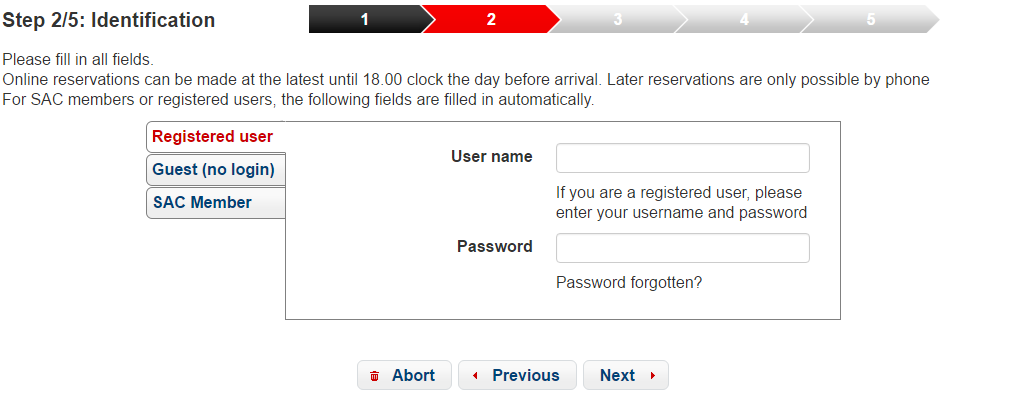 Step 2/5: Identification
1 2 3 4 5
Please fill in all fields.
Online reservations can be made at the latest until 18.00 clock the day before arrival. Later reservations are only possible by phone
For SAC members or registered users, the following fields are filled in automatically.
Registered user
Guest (no login)
SAC Member
User name
If you are a registered user, please
enter your username and password
Password
Password forgotten?
Abort Previous Next